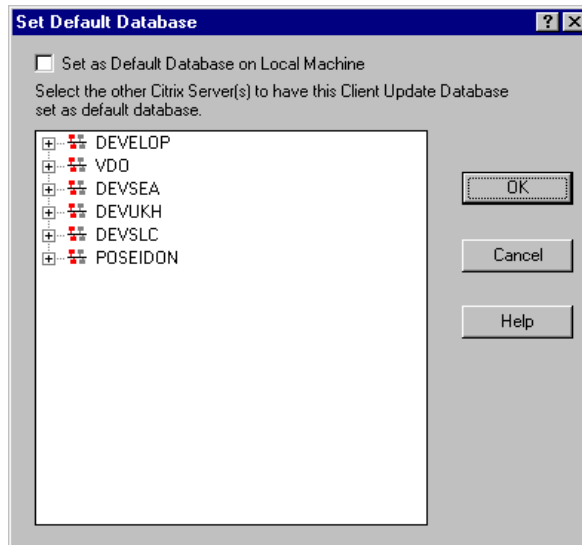 Set Default Database
Set as Default Database on Local Machine
Select the other Citrix Server(s) to have this Client Update Database
set as default database.
DEVELOP
VDO
DEVSEA
DEVUKH
DEVSLC
POSEIDON
OK
Cancel
Help